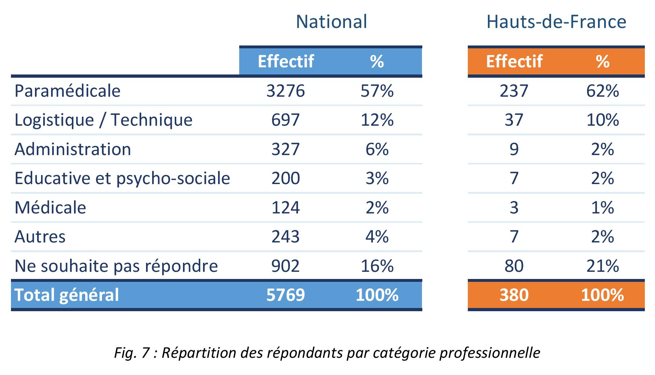 National Hauts-de-France
Effectif % Effectif %
Paramédicale 3276 57% 237 62%
Logistique / Technique 697 12% 37 10%
Administration 327 6% 9 2%
Educative et psycho-sociale 200 3% 7 2%
Médicale 124 2% 3 1%
Autres 243 4% 7 2%
Ne souhaite pas répondre 902 16% 80 21%
Total général 5769 100% 380 100%
Fig. 7 : Répartition des répondants par catégorie professionnelle